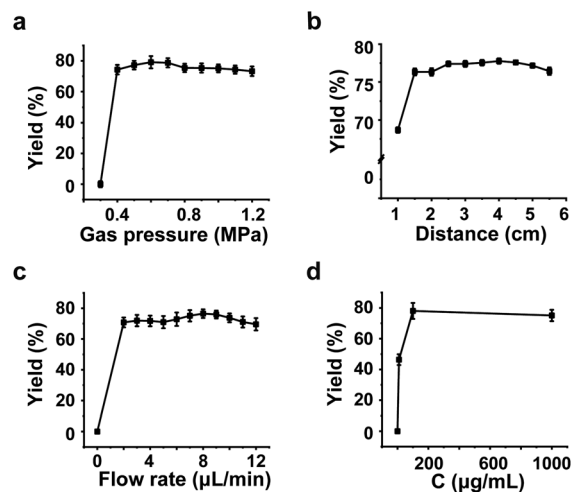 a
80
60
40
20
0
Yield (%)
0.4 0.8 1.2
Gas pressure (MPa)
b
80
75
70
0
Yield (%)
1 2 3 4 5 6
Distance (cm)
c
80
60
40
20
0
Yield (%)
0 4 8 12
Flow rate (µL/min)
d
80
60
40
20
0
Yield (%)
200 600 1000
C (µg/mL)